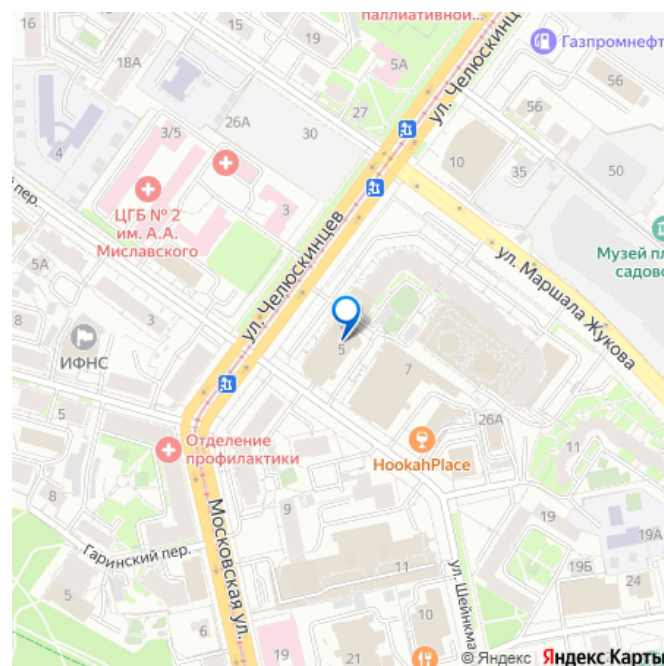 паллиативной...
16
15
19
18А
5А
Газпромнефт
ул. Челюскинцев
3/5
26А
27
30
56
56
4
10
35
50
пер.
ЦГБ № 2
им. А.А.
Миславского
3
ул. Челюскинцев
ул. Маршала Жукова
Музей пл
садово
5А
8
3
ИФНС
5
7
5
26А
11
Отделение
профилактики
HookahPlace
8
9
19
19А
Гаринский пер.
Московская ул.
5
11
ул. Шейнкма
19Б
24
2
6
10
19
21
© Яндекс Яндекс Карты